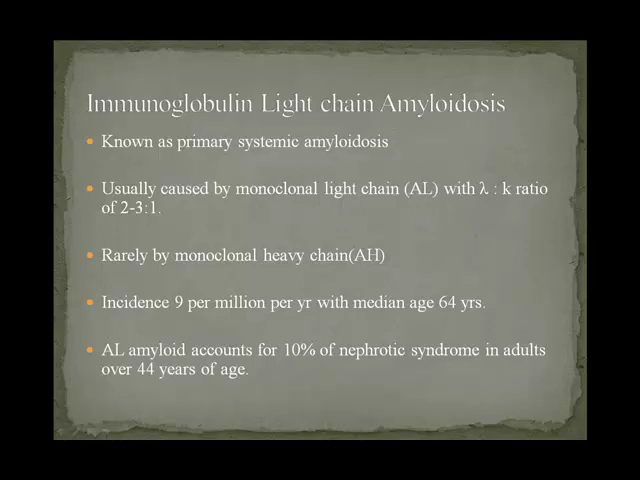 Immunoglobulin Light chain Amyloidosis
Known as primary systemic amyloidosis
Usually caused by monoclonal light chain (AL) with λ : k ratio
of 2-3:1.
Rarely by monoclonal heavy chain(AH)
Incidence 9 per million per yr with median age 64 yrs.
AL amyloid accounts for 10% of nephrotic syndrome in adults
over 44 years of age.